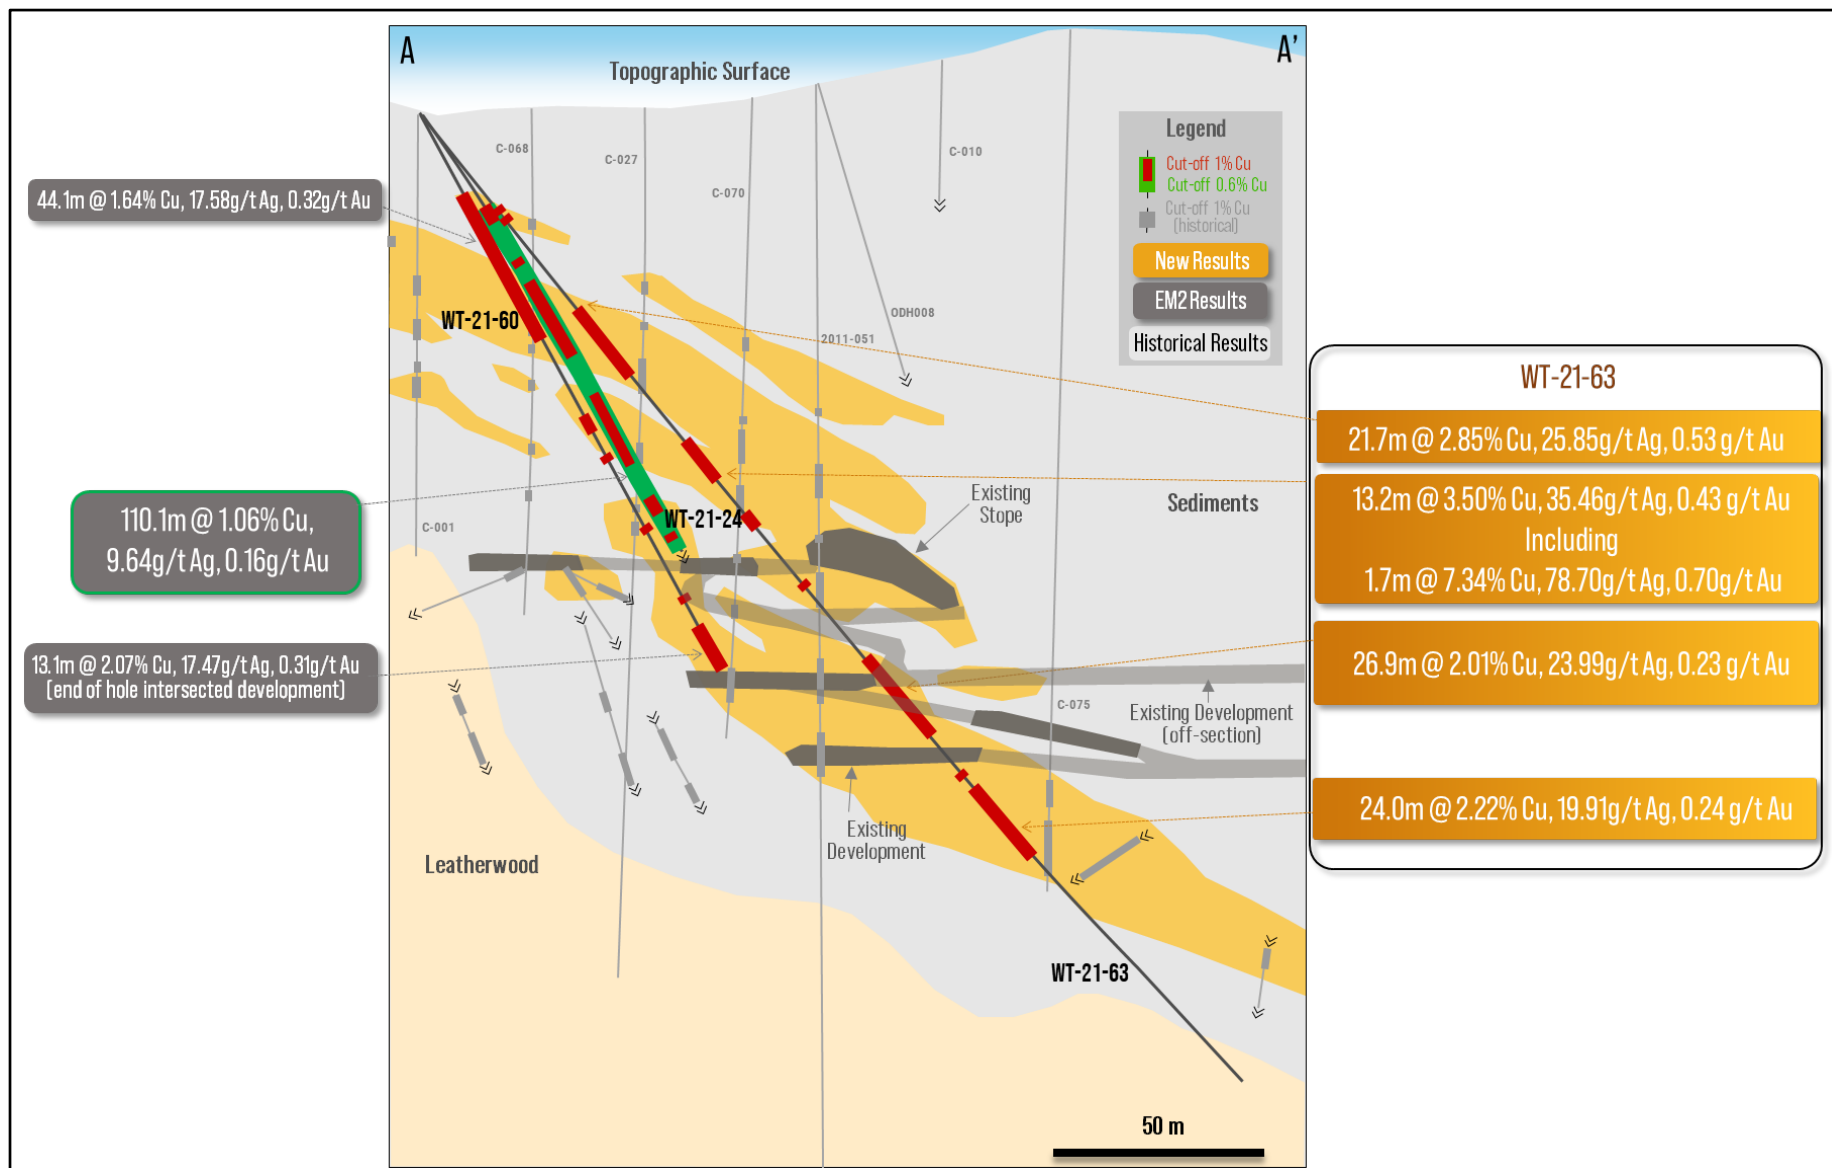 A
A'
Topographic Surface
C-068
C-027
C-070
C-010
ODH008
2011-051
C-001
C-075
Legend
Cut-off 1% Cu
Cut-off 0.6% Cu
Cut-off 1% Cu
(historical)
New Results
EM2 Results
Historical Results
44.1m @ 1.64% Cu, 17.58g/t Ag, 0.32g/t Au
WT-21-60
110.1m @ 1.06% Cu,
9.64g/t Ag, 0.16g/t Au
WT-21-24
13.1m @ 2.07% Cu, 17.47g/t Ag, 0.31g/t Au
(end of hole intersected development)
Existing
Stope
Sediments
Existing Development
(off-section)
Existing
Development
Leatherwood
WT-21-63
50 m
WT-21-63
21.7m @ 2.85% Cu, 25.85g/t Ag, 0.53 g/t Au
13.2m @ 3.50% Cu, 35.46g/t Ag, 0.43 g/t Au
Including
1.7m @ 7.34% Cu, 78.70g/t Ag, 0.70g/t Au
26.9m @ 2.01% Cu, 23.99g/t Ag, 0.23 g/t Au
24.0m @ 2.22% Cu, 19.91g/t Ag, 0.24 g/t Au